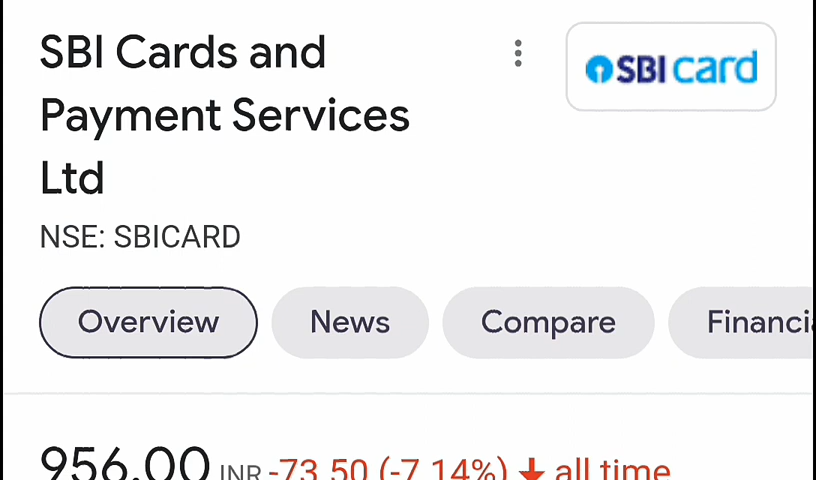 SBI Cards and
Payment Services
Ltd
SBI card
NSE: SBICARD
Overview
News
Compare
956.00 INR -73.50 (-7.14%) ↓ all time